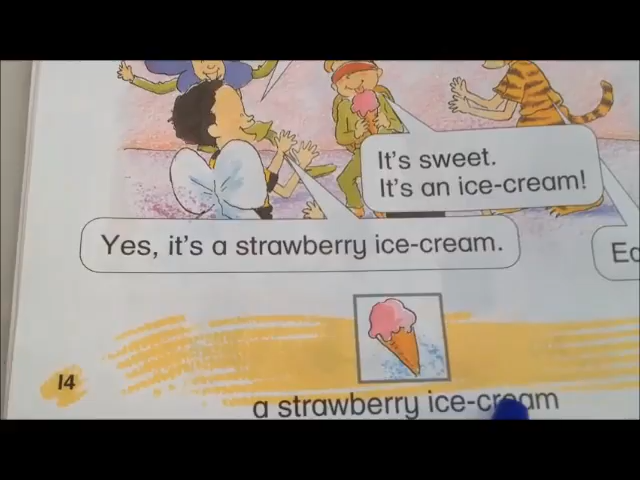 It's sweet.
It's an ice-cream!
Yes, it's a strawberry ice-cream.
14
a strawberry ice-cream